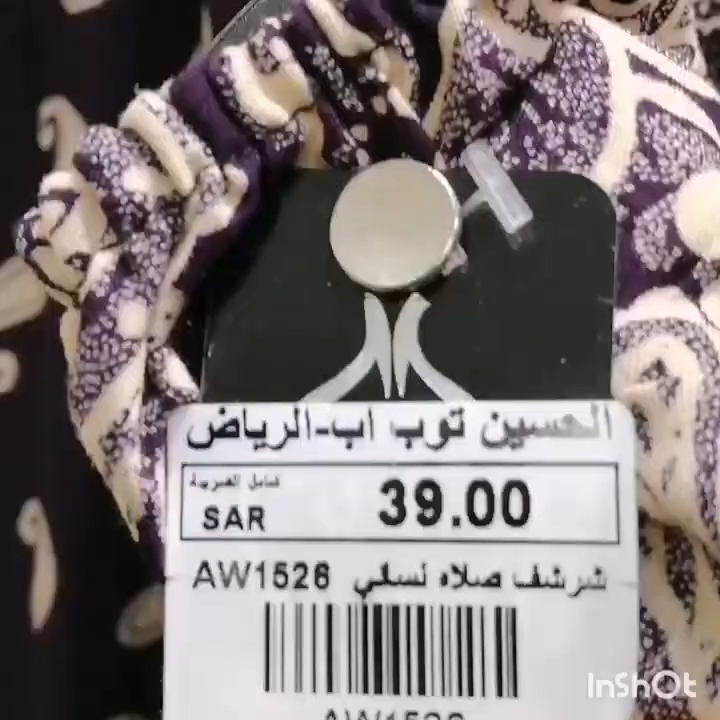 الحسين توب اب-الرياض
شامل الضريبة
SAR 39.00
شرشف صلاه نسائي AW1526
InShOt